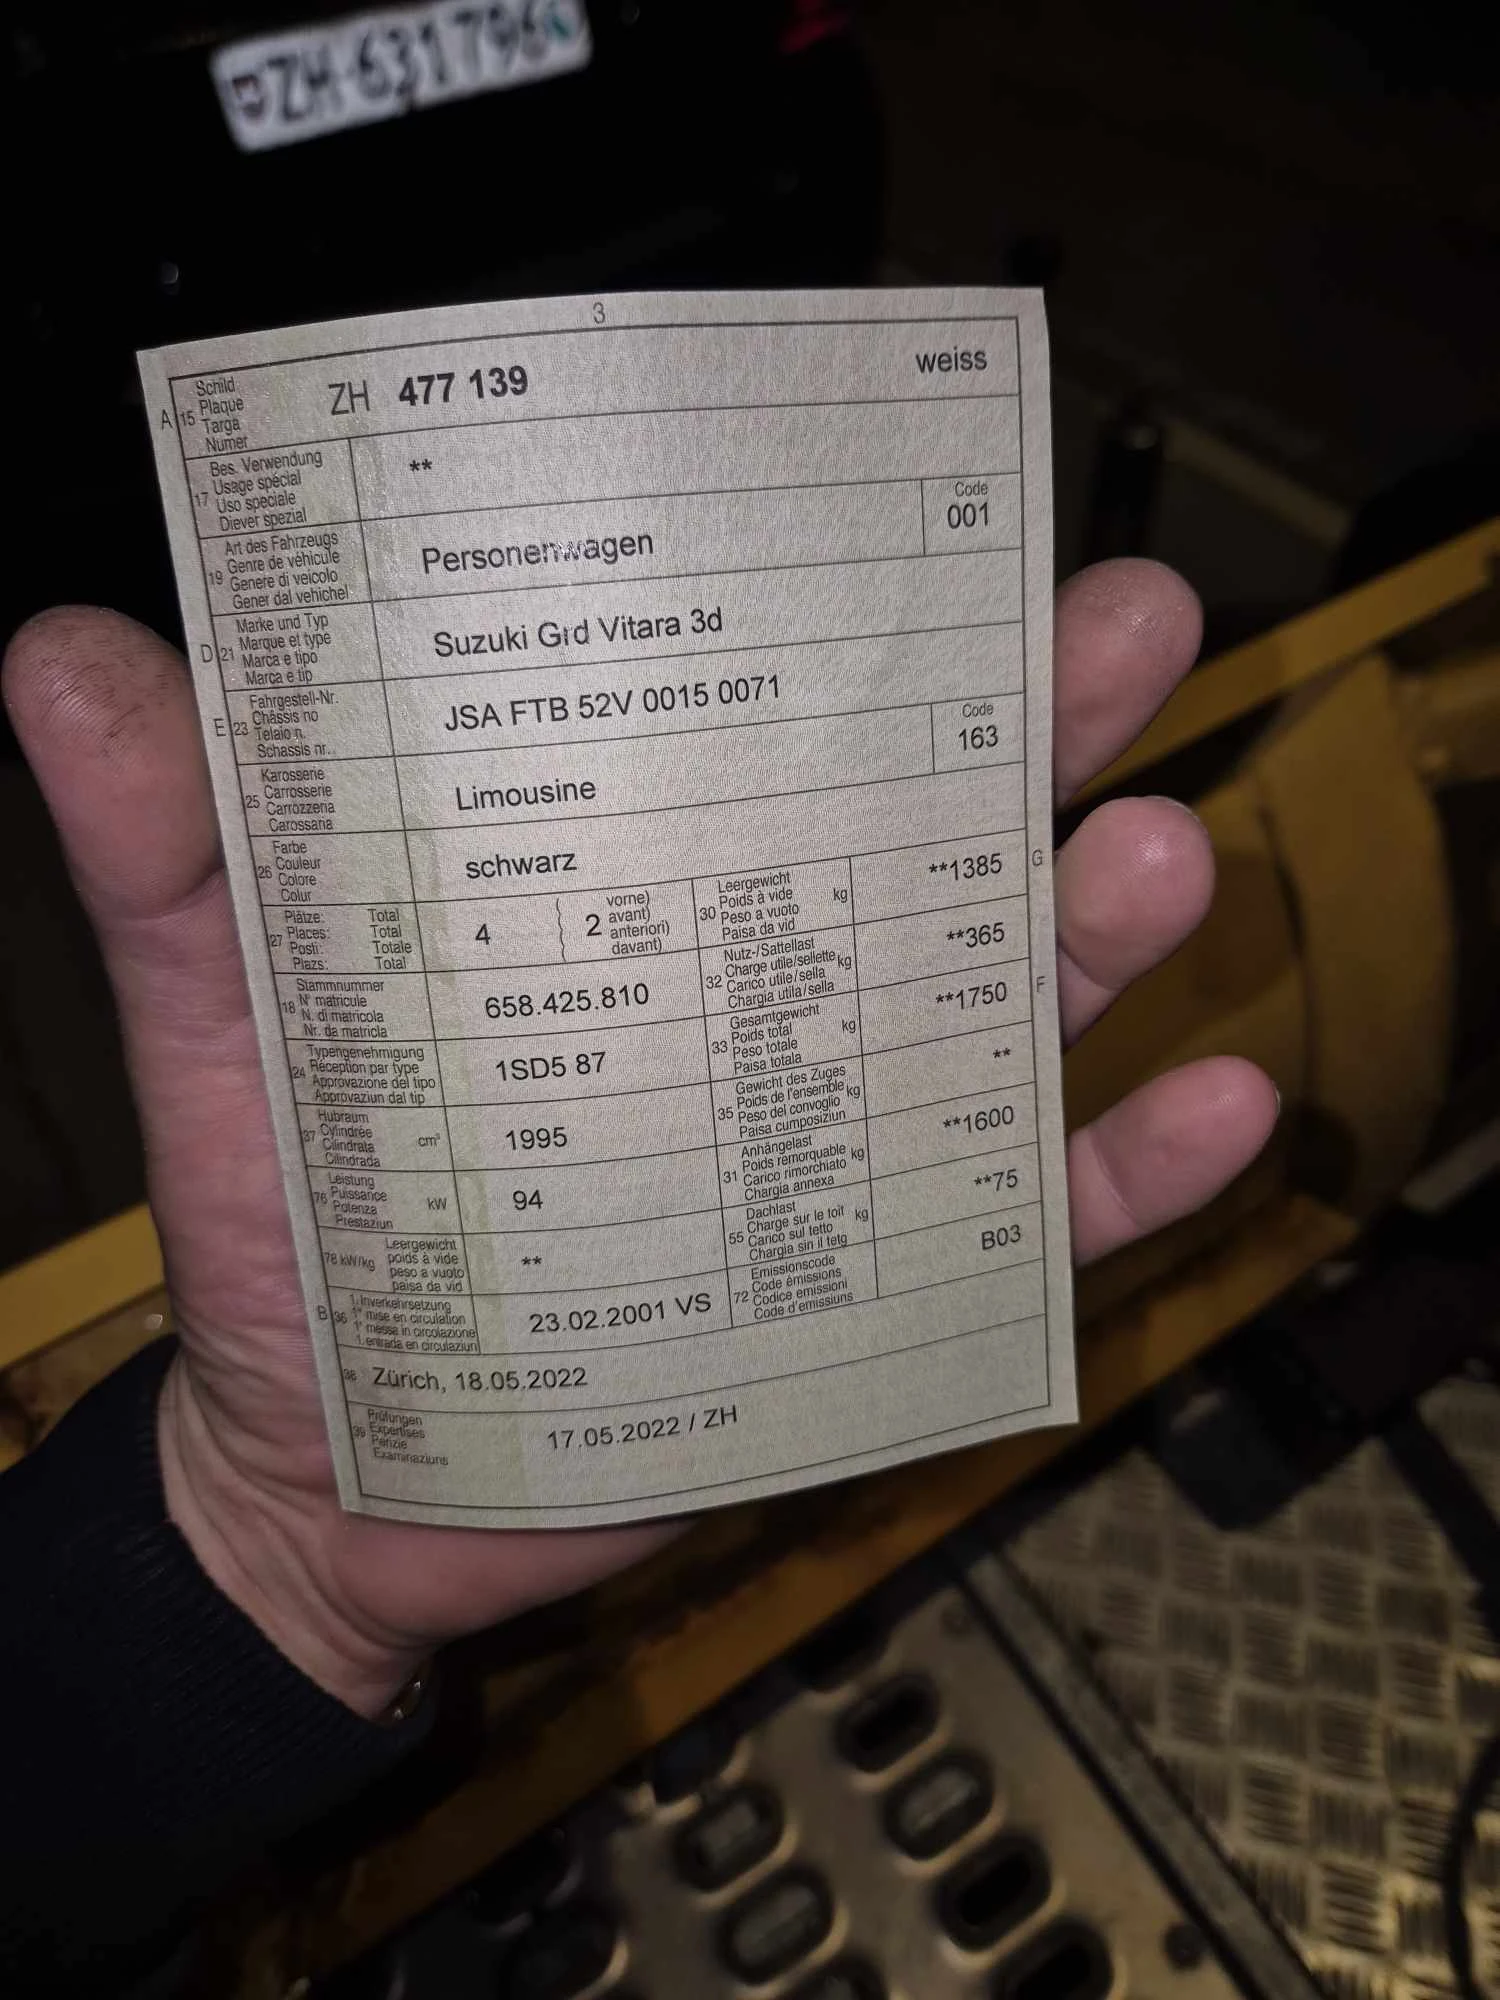 ZH·631796
3
A 15 Schild
Plaque
Targa
Numer
ZH 477 139 weiss
17 Bes. Verwendung
Usage spécial
Uso speciale
Diever spezial
**
19 Art des Fahrzeugs
Genre de véhicule
Genere di veicolo
Gener dal vehichel
Personenwagen
Code
001
D 21 Marke und Typ
Marque et type
Marca e tipo
Marca e tip
Suzuki Grd Vitara 3d
E 23 Fahrgestell-Nr.
Châssis no
Telaio n.
Schassis nr.
JSA FTB 52V 0015 0071
25 Karosserie
Carrosserie
Carrozzeria
Carossaria
Limousine
Code
163
26 Farbe
Couleur
Colore
Colur
schwarz
27 Plätze: Total
Places: Total
Posti: Totale
Plazs: Total
4 2 vorne)
avant)
anteriori)
davant)
30 Leergewicht
Poids à vide kg
Peso a vuoto
Paisa da vid
**1385 G
18 Stammnummer
N° matricule
N. di matricola
Nr. da matricla
658.425.810
32 Nutz-/Sattellast
Charge utile/sellette kg
Carico utile/sella
Chargia utila/sella
**365
24 Typengenehmigung
Réception par type
Approvazione del tipo
Approvaziun dal tip
1SD5 87
33 Gesamtgewicht
Poids total kg
Peso totale
Paisa totala
**1750 F
37 Hubraum
Cylindrée cm³
Cilindrata
Cilindrada
1995
35 Gewicht des Zuges
Poids de l'ensemble kg
Peso del convoglio
Paisa cumposiziun
**
76 Leistung
Puissance kW
Potenza
Prestaziun
94
31 Anhängelast
Poids remorquable kg
Carico rimorchiato
Chargia annexa
**1600
78 kW/kg Leergewicht
poids à vide
peso a vuoto
paisa da vid
**
55 Dachlast
Charge sur le toit kg
Carico sul tetto
Chargia sin il tetg
**75
B 36 1. Inverkehrsetzung
1re mise en circulation
1a messa in circolazione
1. entrada en circulaziun
23.02.2001 VS
72 Emissionscode
Code émissions
Codice emissioni
Code d'emissiuns
B03
38 Zürich, 18.05.2022
39 Prüfungen
Expertises
Perizie
Examinaziuns
17.05.2022 / ZH